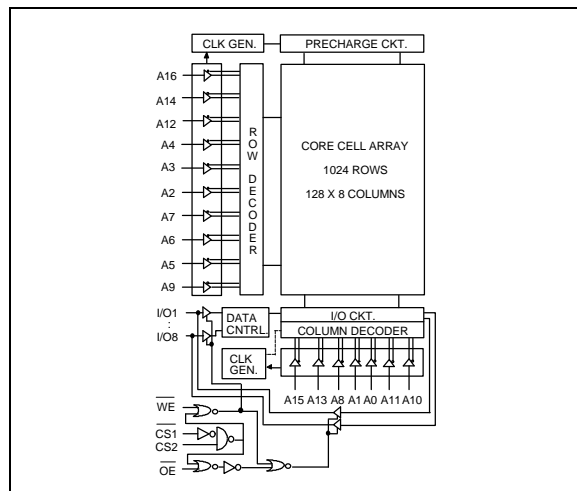 CLK GEN.
PRECHARGE CKT.
A16
A14
A12
A4
A3
A2
A7
A6
A5
A9
ROW DECODER
CORE CELL ARRAY
1024 ROWS
128 X 8 COLUMNS
I/O1
:
I/O8
DATA
CNTRL.
I/O CKT.
COLUMN DECODER
CLK
GEN.
A15 A13 A8 A1 A0 A11 A10
WE
CS1
CS2
OE